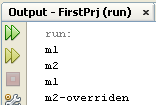 Output - FirstPrj (run) x
run:
m1
m2
m1
m2-overriden